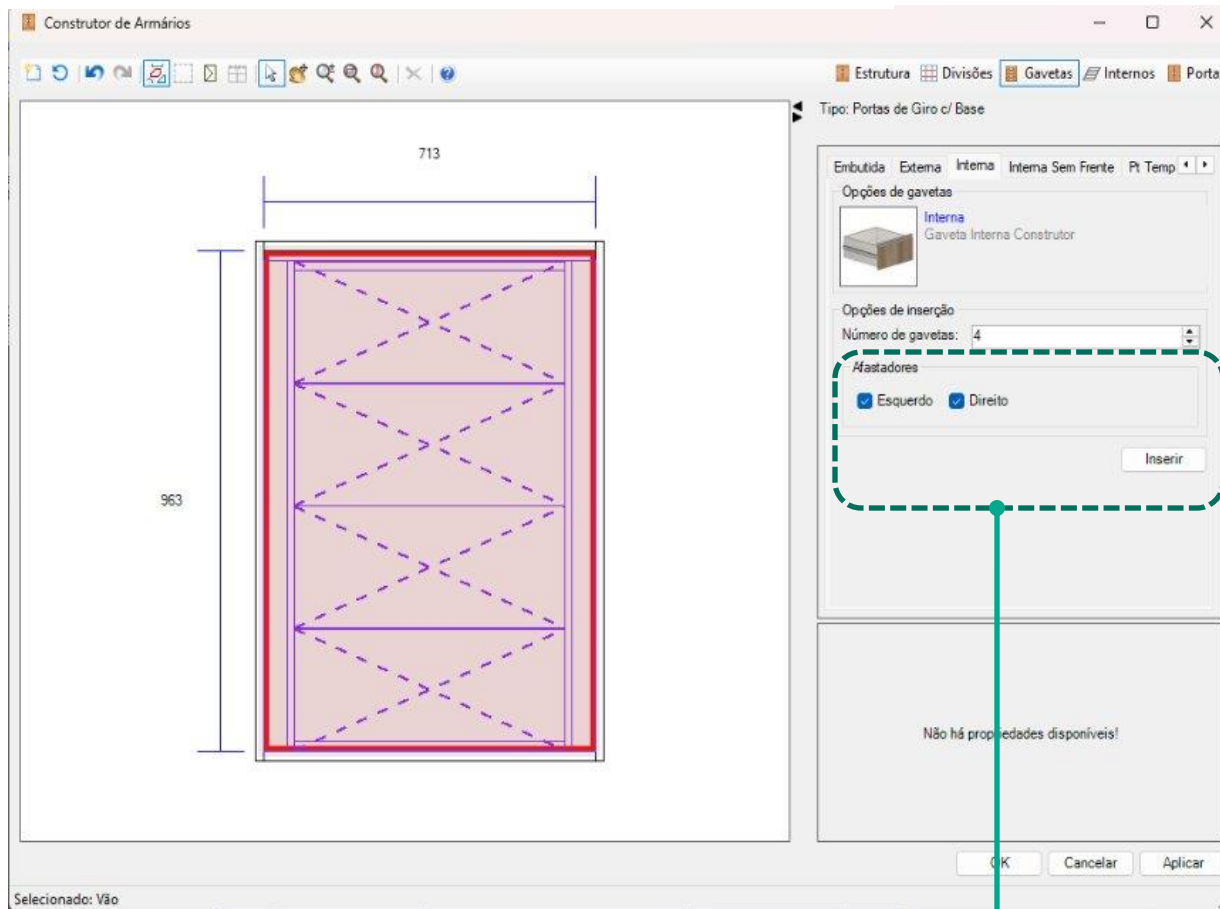 Construtor de Armários
Estrutura Divisões Gavetas Internos Porta
Tipo: Portas de Giro c/ Base
713
Embutida Externa Interna Interna Sem Frente Pt Temp
Opções de gavetas
Interna
Gaveta Interna Construtor
Opções de inserção
Número de gavetas: 4
Afastadores
Esquerdo Direito
Inserir
963
Não há propriedades disponíveis!
OK Cancelar Aplicar
Selecionado: Vão